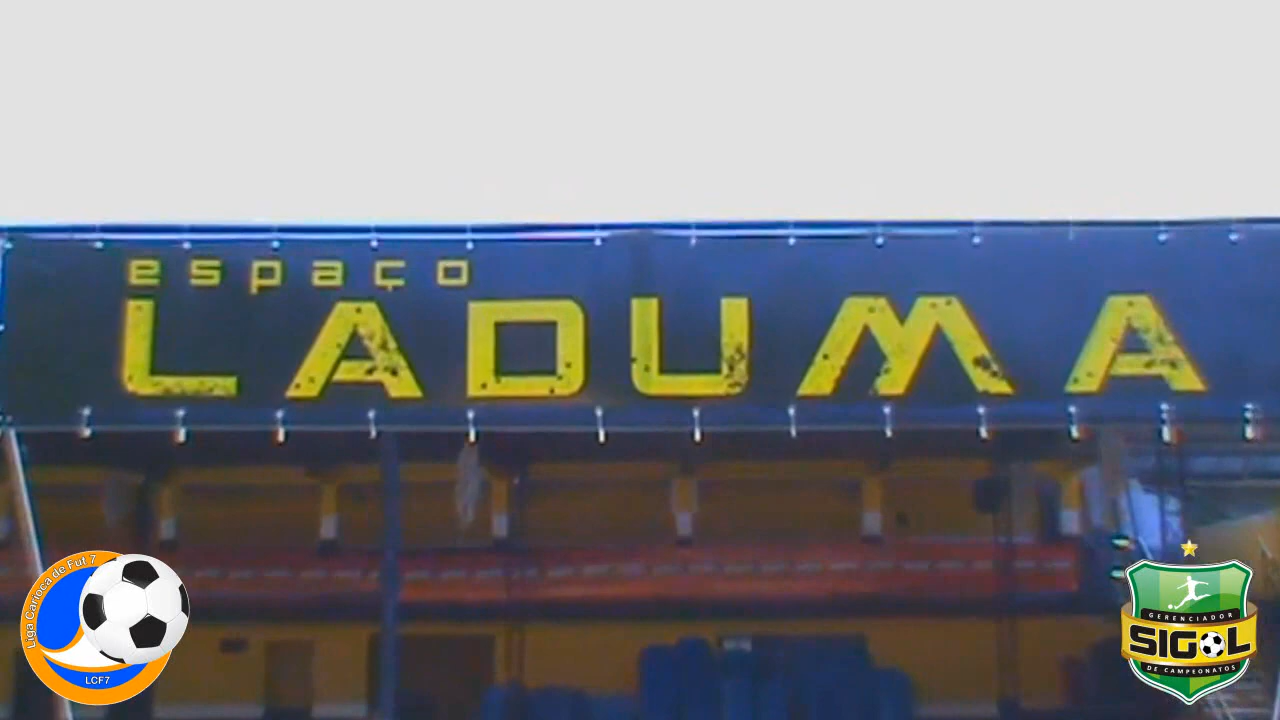 espaço
LADUMA
Liga Carioca de Fut 7
LCF7
GERENCIADOR
SIGOL
DE CAMPEONATOS